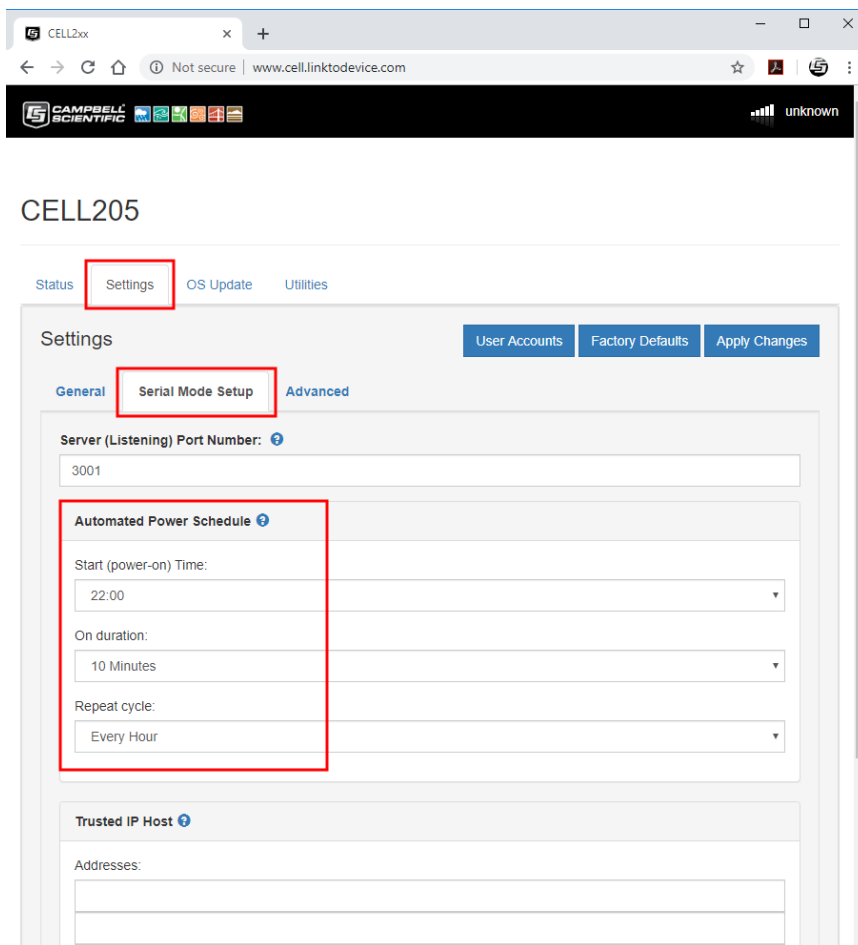 CELL2xx
Not secure | www.cell.linktodevice.com
CAMPBELL SCIENTIFIC
unknown
CELL205
Status Settings OS Update Utilities
Settings User Accounts Factory Defaults Apply Changes
General Serial Mode Setup Advanced
Server (Listening) Port Number:
3001
Automated Power Schedule
Start (power-on) Time:
22:00
On duration:
10 Minutes
Repeat cycle:
Every Hour
Trusted IP Host
Addresses: